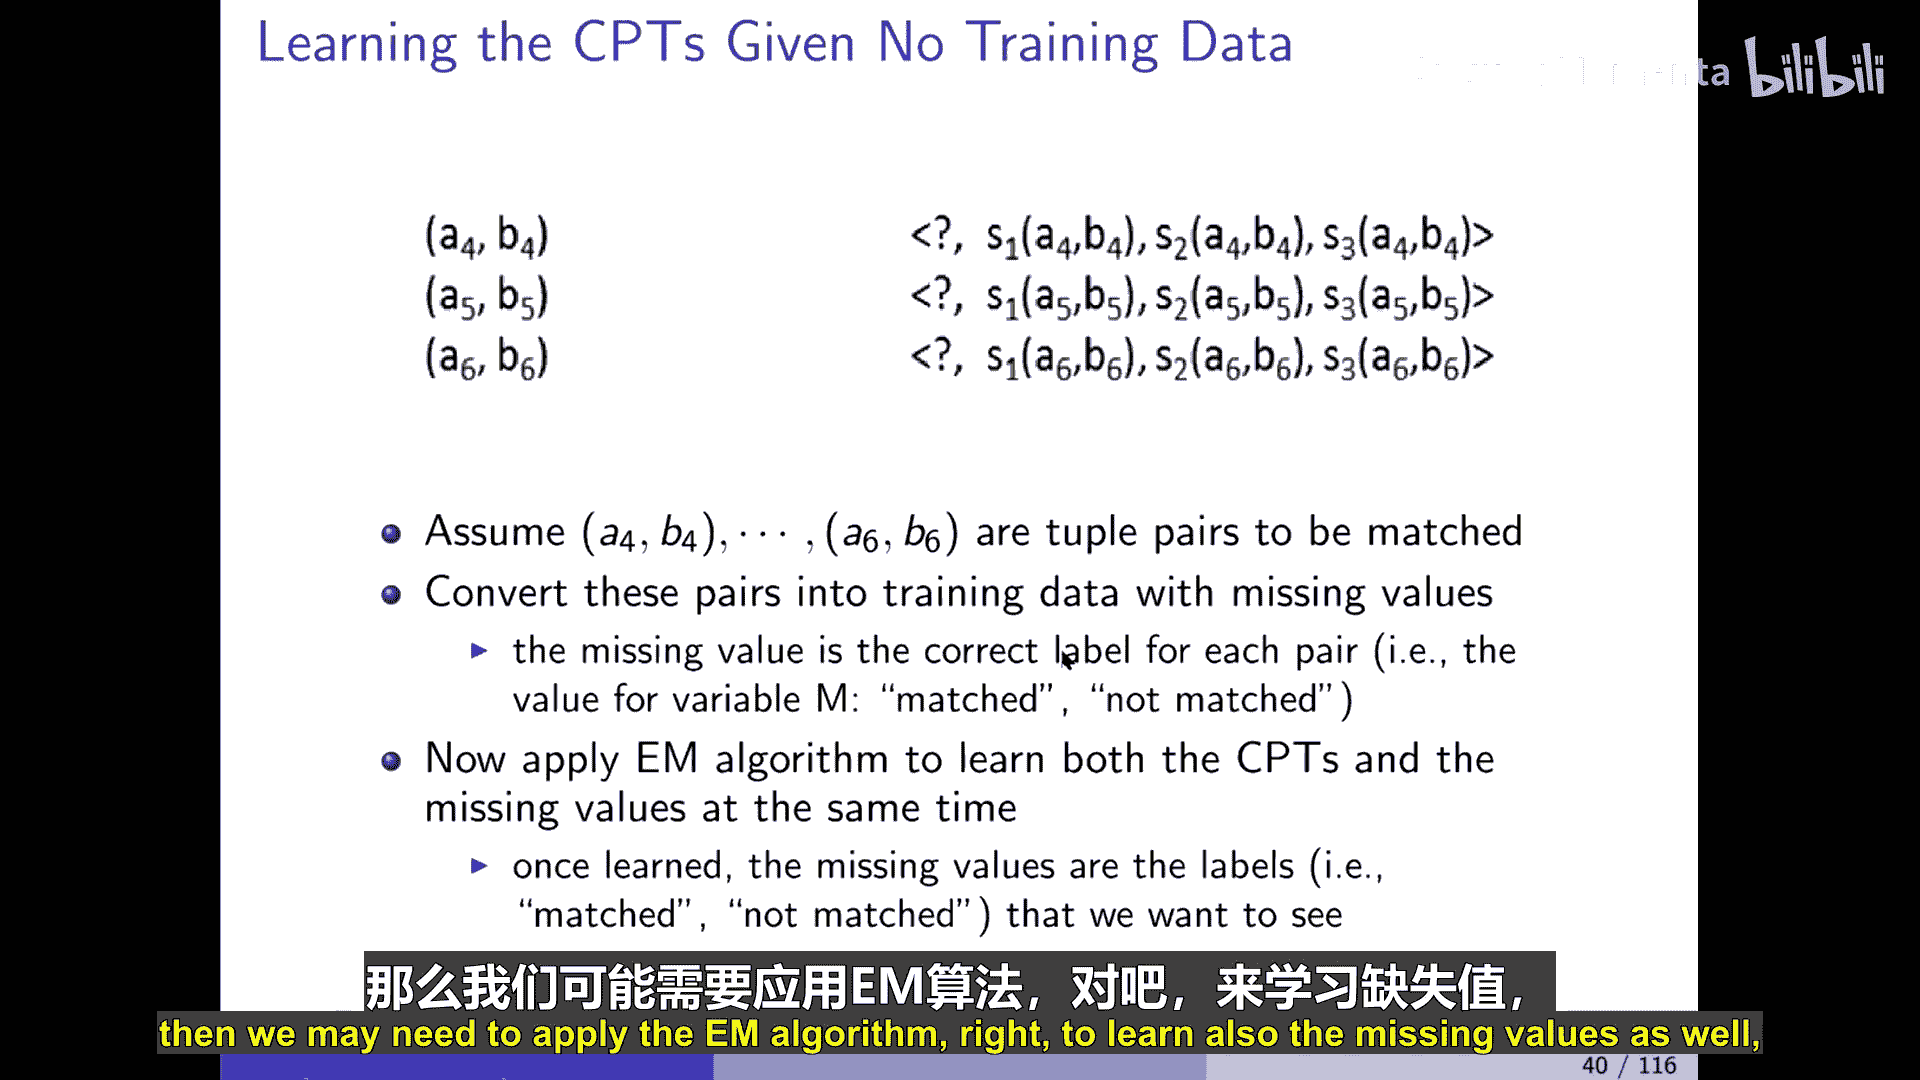 Learning the CPTs Given No Training Data
ta bilibili
(a4, b4) <?, s1(a4,b4), s2(a4,b4), s3(a4,b4)>
(a5, b5) <?, s1(a5,b5), s2(a5,b5), s3(a5,b5)>
(a6, b6) <?, s1(a6,b6), s2(a6,b6), s3(a6,b6)>
Assume (a4, b4), · · · , (a6, b6) are tuple pairs to be matched
Convert these pairs into training data with missing values
the missing value is the correct label for each pair (i.e., the
value for variable M: “matched”, “not matched”)
Now apply EM algorithm to learn both the CPTs and the
missing values at the same time
once learned, the missing values are the labels (i.e.,
“matched”, “not matched”) that we want to see
那么我们可能需要应用EM算法，对吧，来学习缺失值，
then we may need to apply the EM algorithm, right, to learn also the missing values as well,
40 / 116